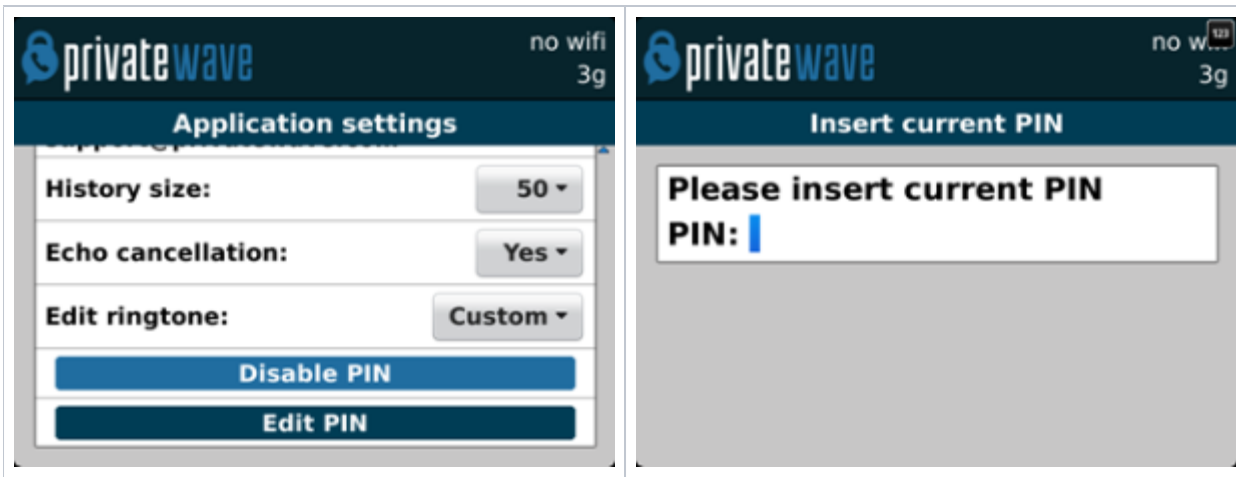 privatewave
no wifi
3g
Application settings
History size: 50
Echo cancellation: Yes
Edit ringtone: Custom
Disable PIN
Edit PIN
privatewave
no w
123
3g
Insert current PIN
Please insert current PIN
PIN: